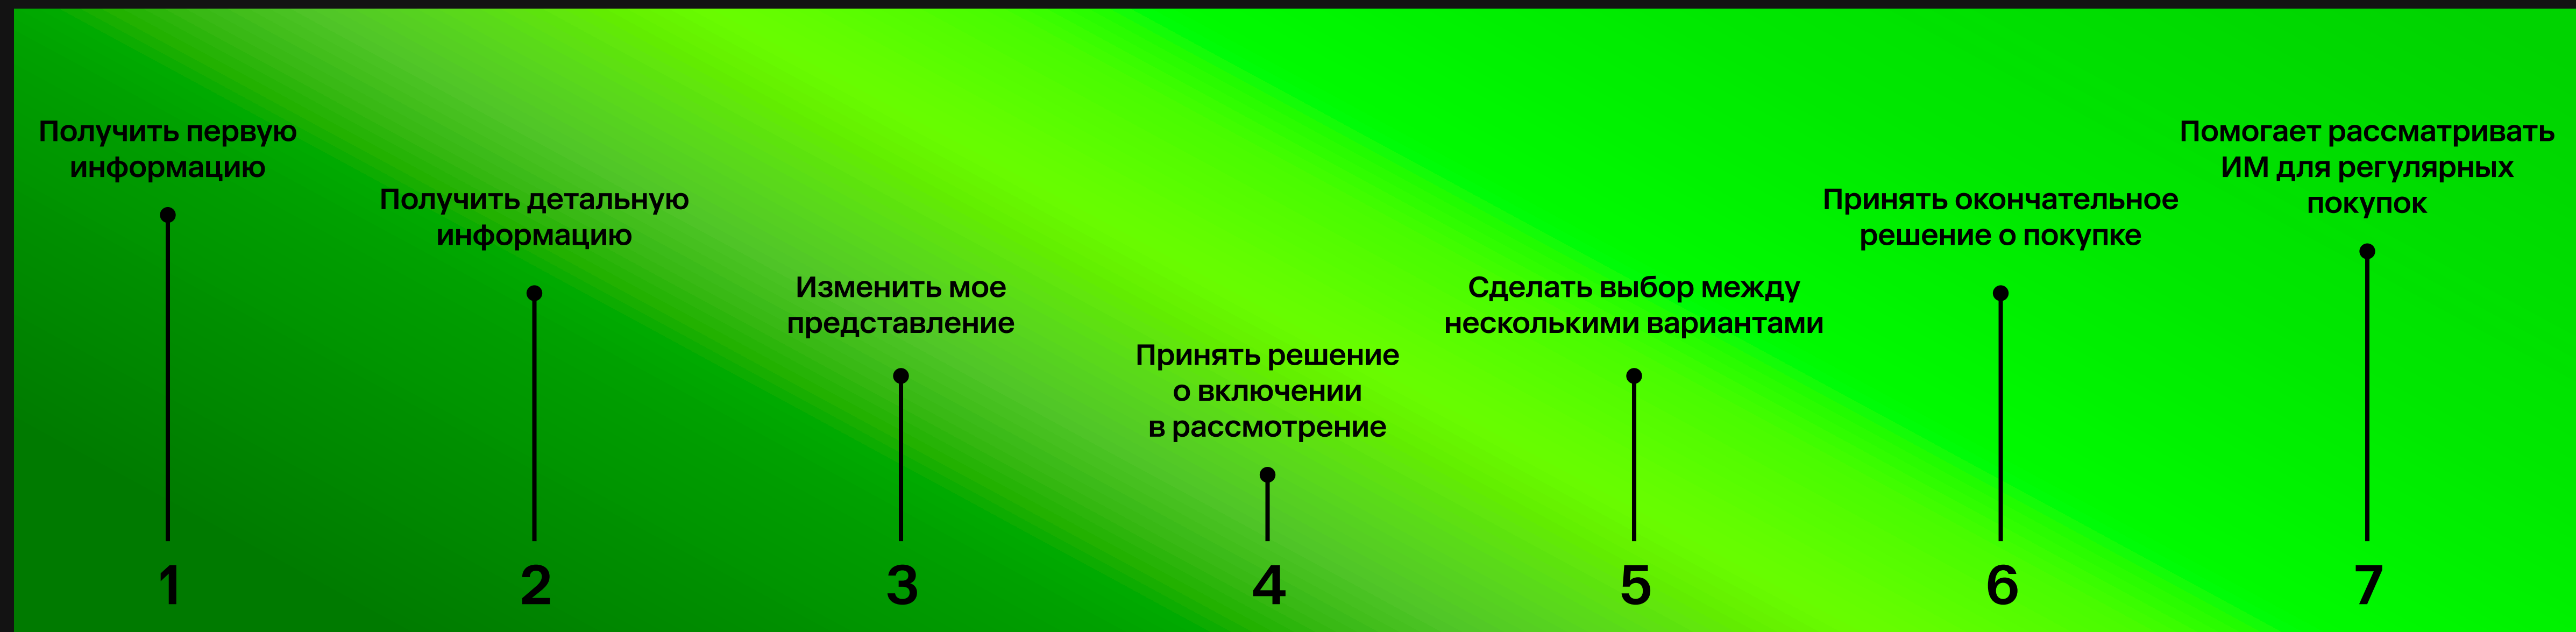 Получить первую
информацию
1
Получить детальную
информацию
2
Изменить мое
представление
3
Принять решение
о включении
в рассмотрение
4
Сделать выбор между
несколькими вариантами
5
Принять окончательное
решение о покупке
6
Помогает рассматривать
ИМ для регулярных
покупок
7